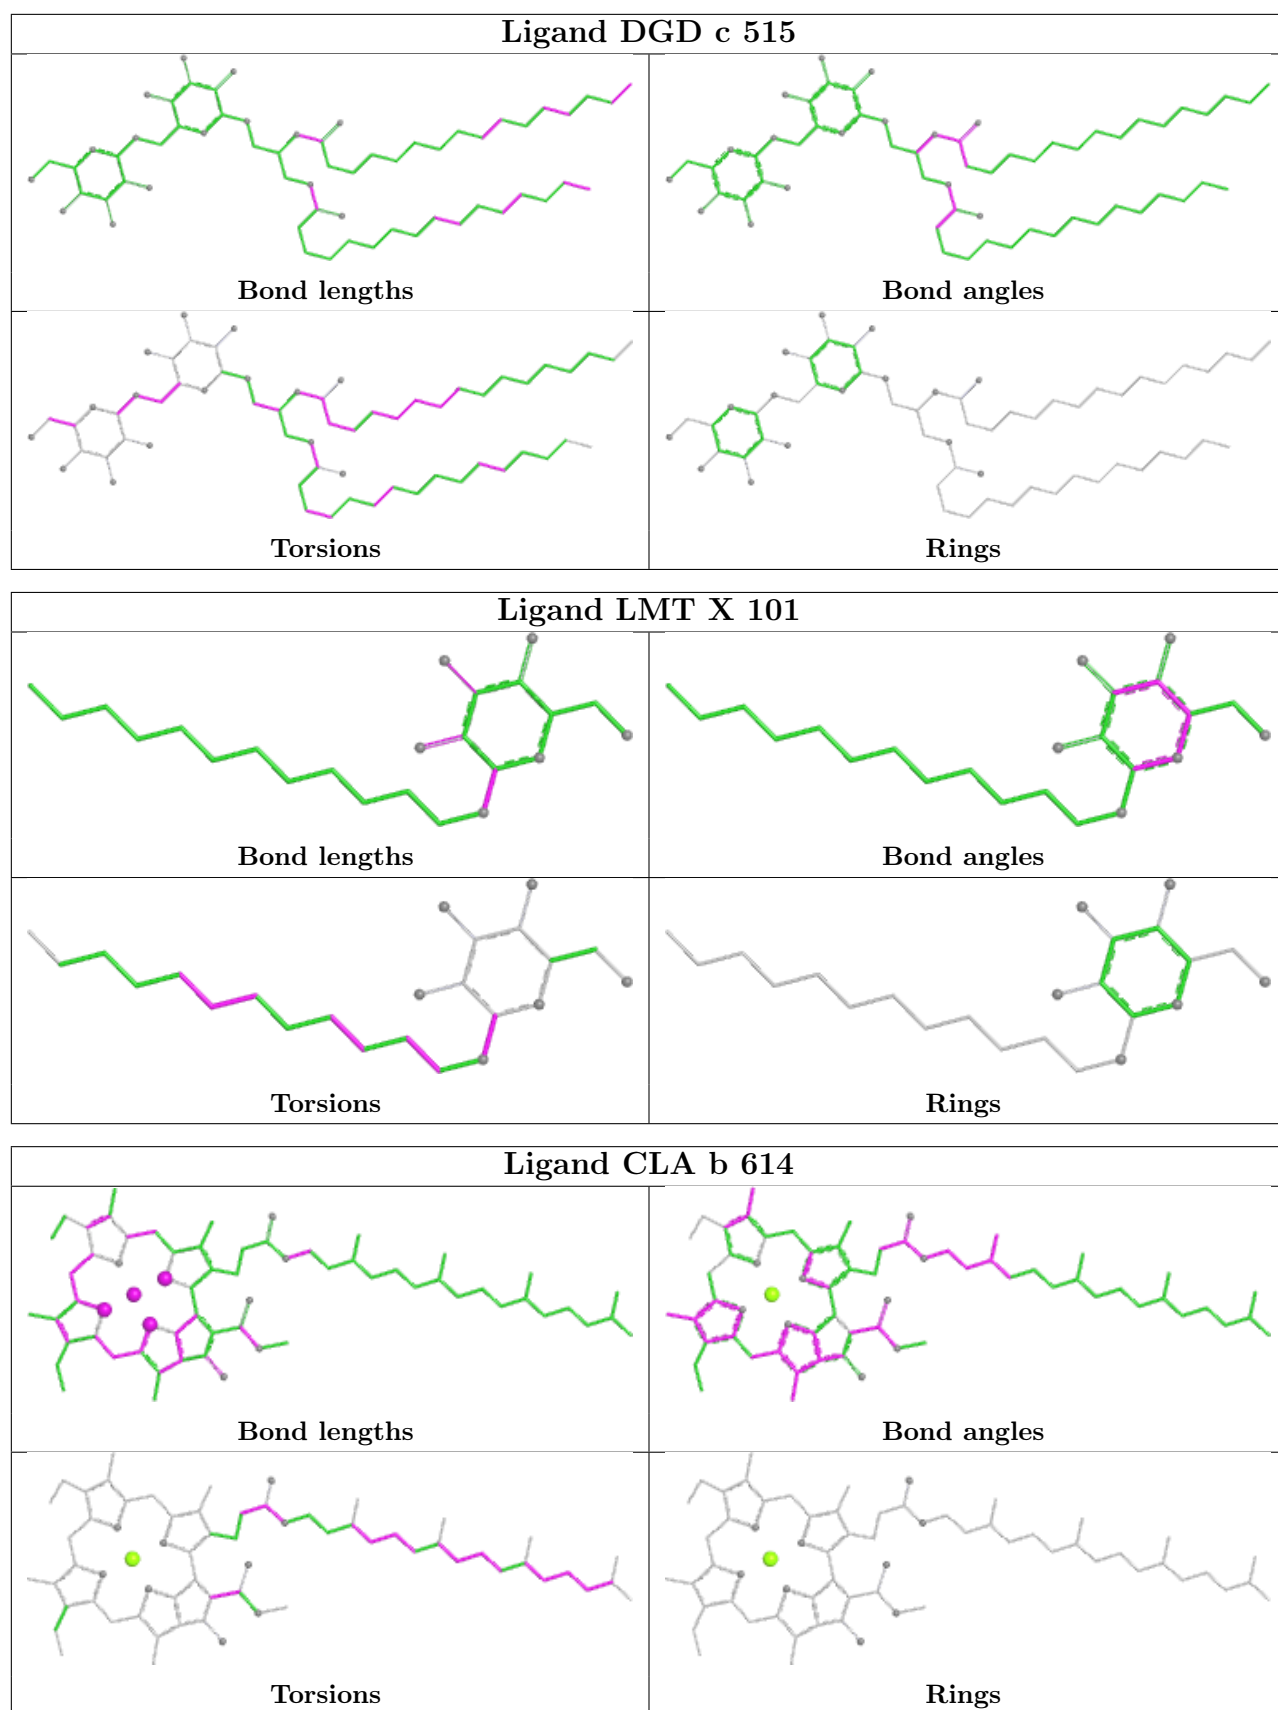 Ligand DGD c 515
Bond lengths
Bond angles
Torsions
Rings
Ligand LMT X 101
Bond lengths
Bond angles
Torsions
Rings
Ligand CLA b 614
Bond lengths
Bond angles
Torsions
Rings